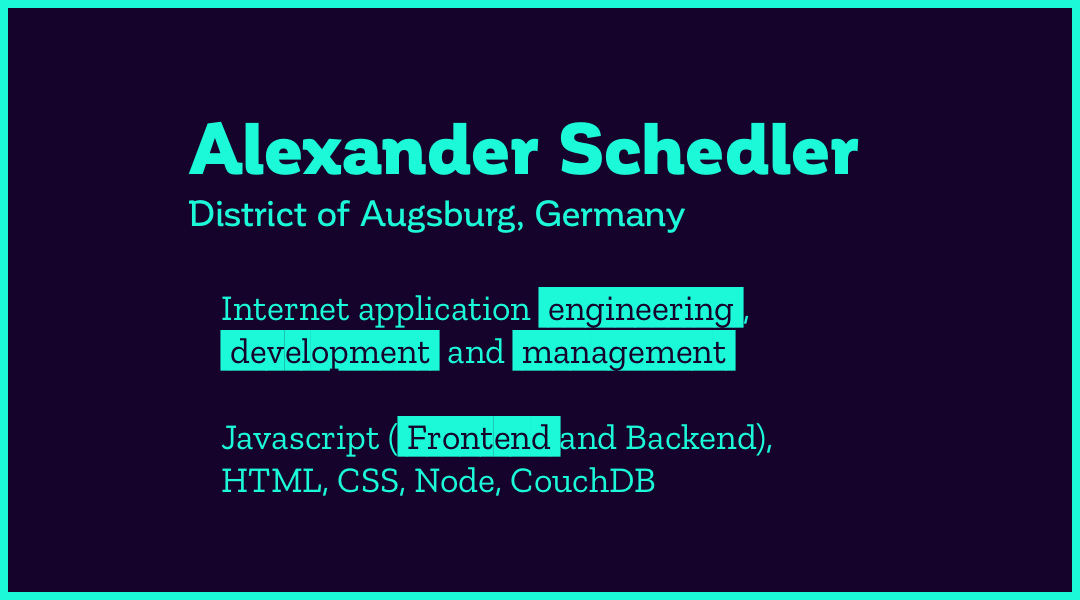 Alexander Schedler
District of Augsburg, Germany
Internet application engineering,
development and management
Javascript (Frontend and Backend),
HTML, CSS, Node, CouchDB